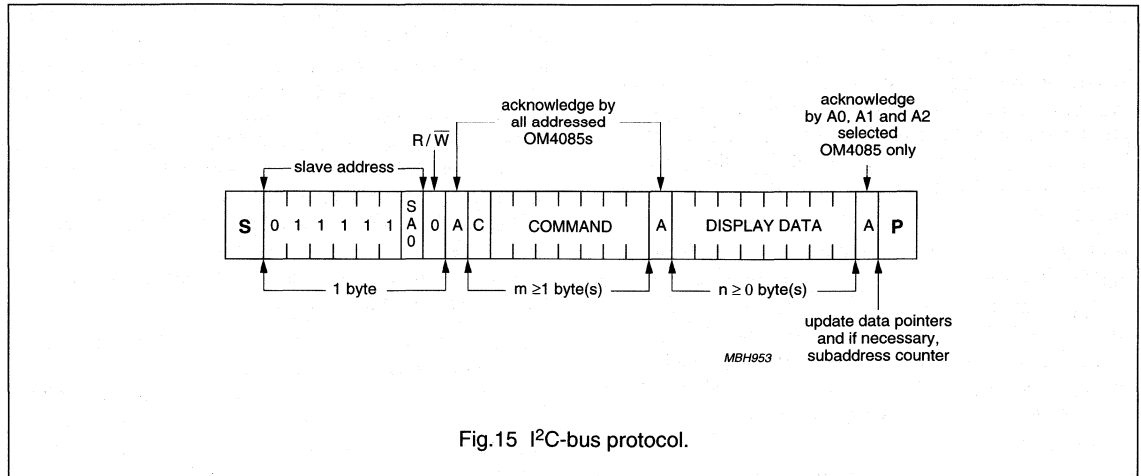 acknowledge by
all addressed
OM4085s
acknowledge
by A0, A1 and A2
selected
OM4085 only
R/W̅
slave address
S 0 1 1 1 1 1 SA0 0 A C COMMAND A DISPLAY DATA A P
1 byte
m ≥1 byte(s)
n ≥ 0 byte(s)
update data pointers
and if necessary,
subaddress counter
MBH953
Fig.15 I²C-bus protocol.